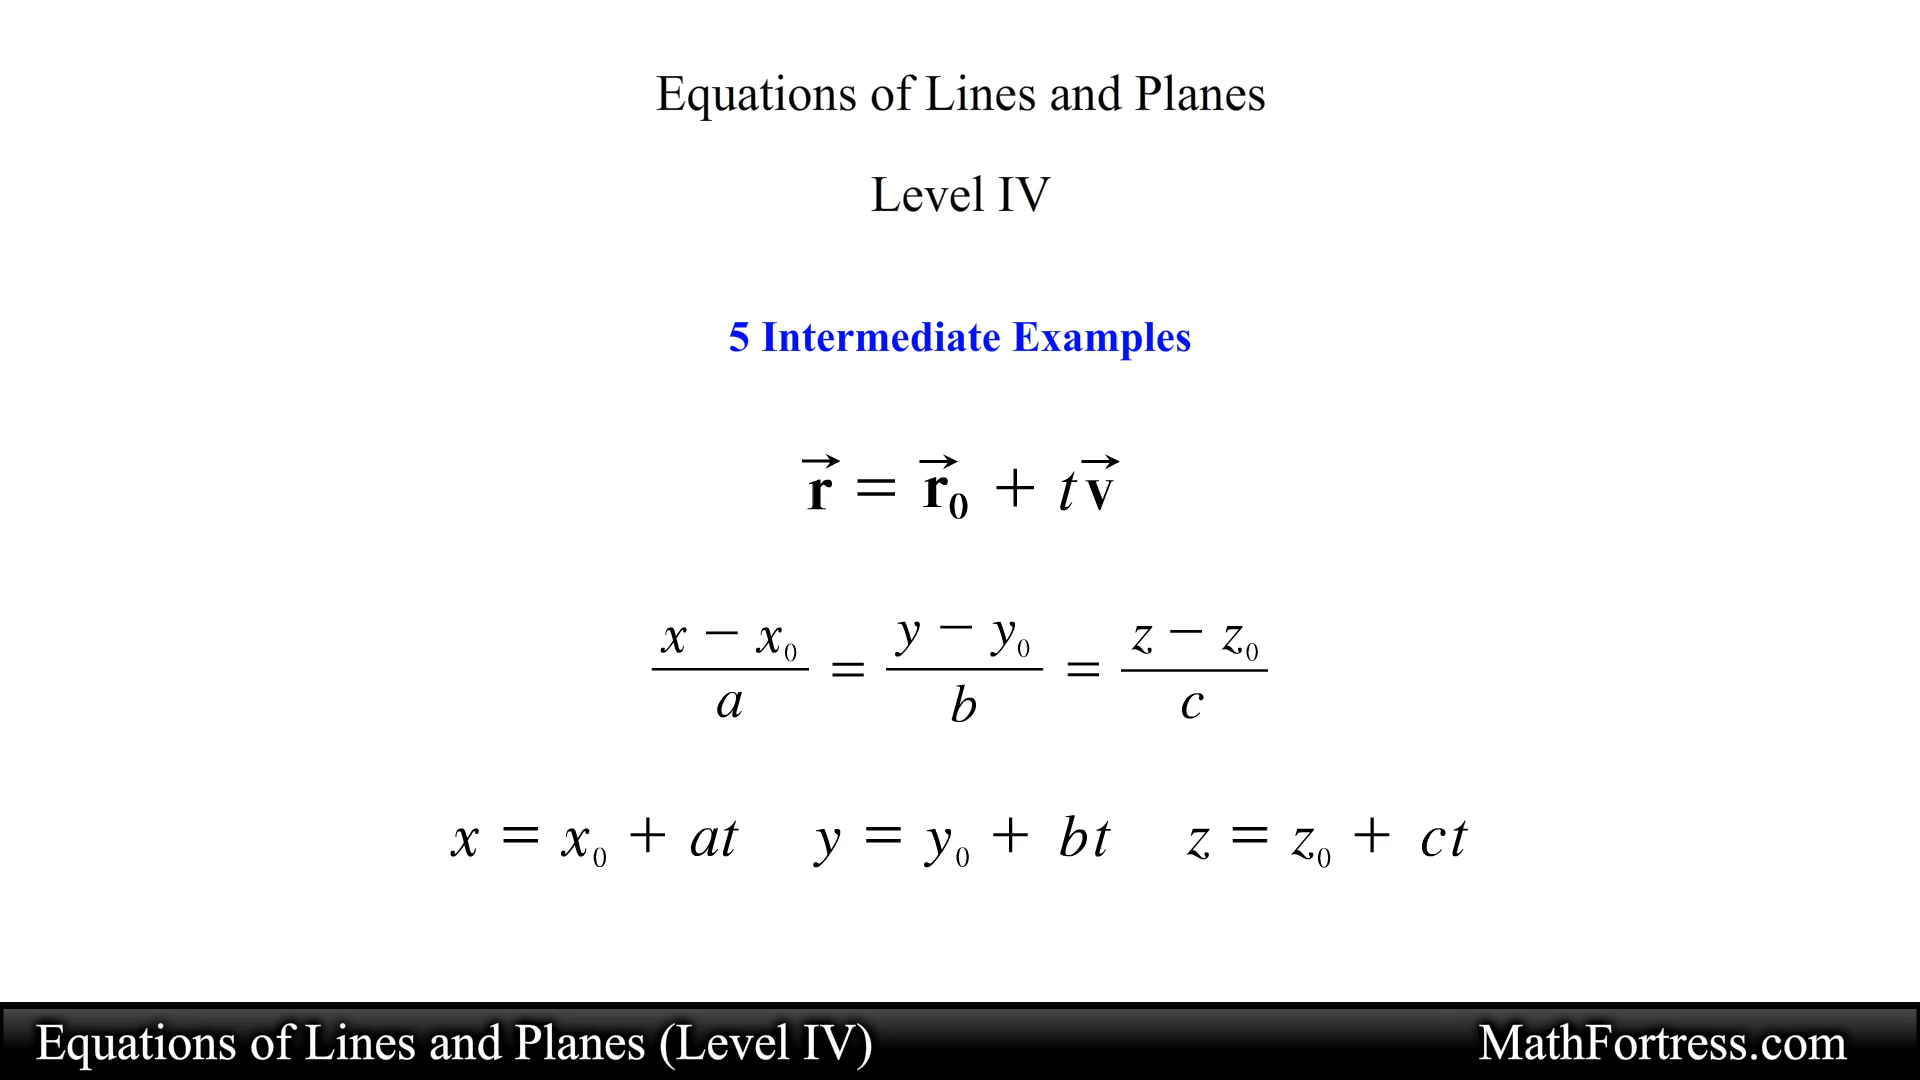 Equations of Lines and Planes
Level IV
5 Intermediate Examples
r⃗ = r⃗₀ + tv⃗
(x − x₀)/a = (y − y₀)/b = (z − z₀)/c
x = x₀ + at y = y₀ + bt z = z₀ + ct
Equations of Lines and Planes (Level IV) MathFortress.com